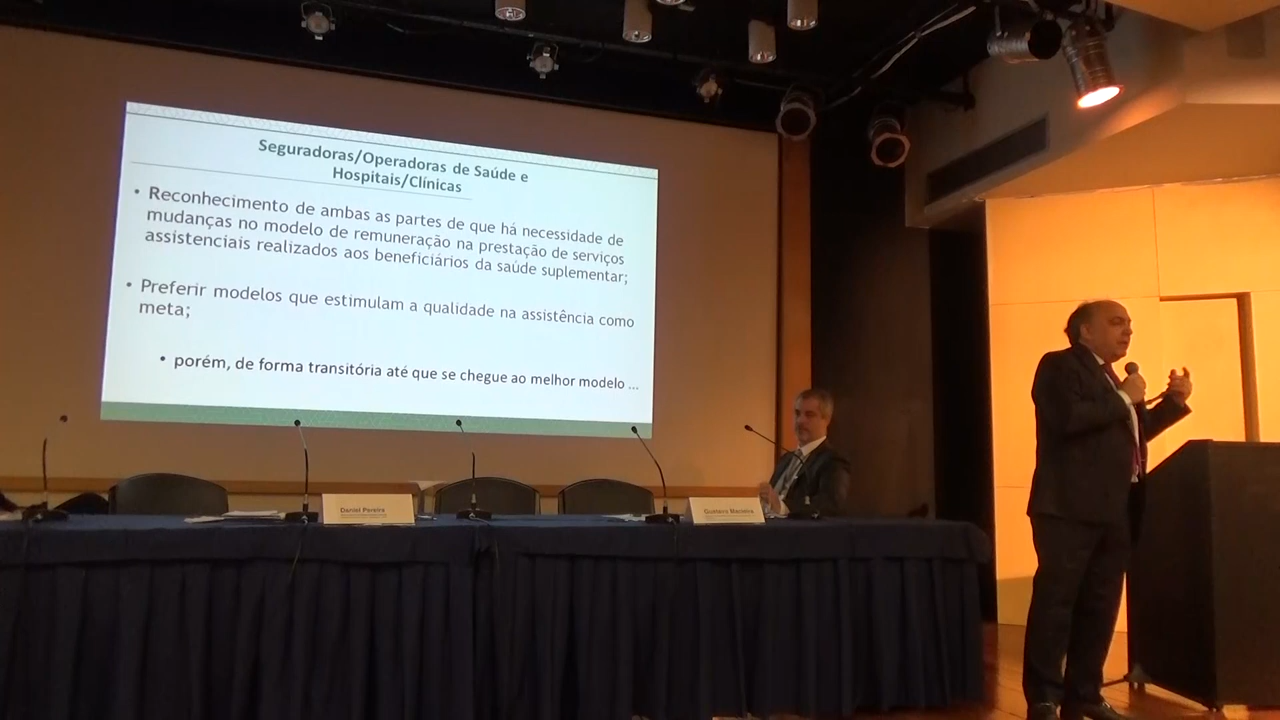 Seguradoras/Operadoras de Saúde e
Hospitais/Clínicas
• Reconhecimento de ambas as partes de que há necessidade de
mudanças no modelo de remuneração na prestação de serviços
assistenciais realizados aos beneficiários da saúde suplementar;
• Preferir modelos que estimulam a qualidade na assistência como
meta;
• porém, de forma transitória até que se chegue ao melhor modelo ...
Daniel Pereira
Gustavo